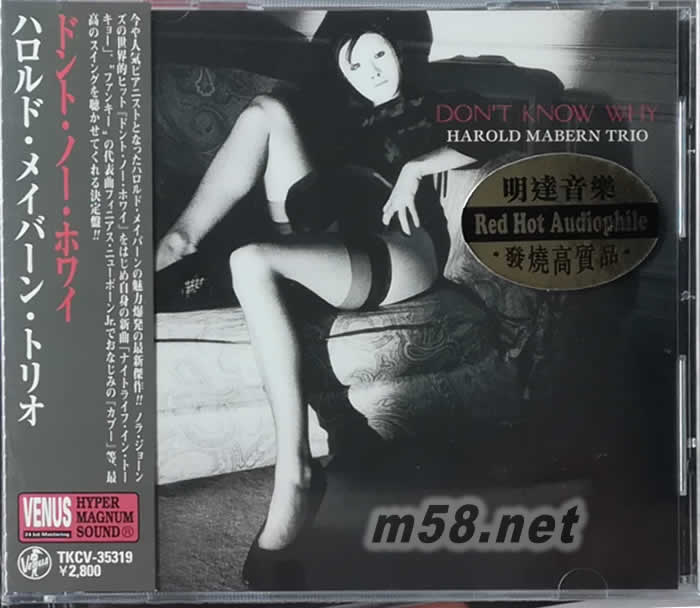 ドント・ノー・ホワイ
ハロルド・メイバーン・トリオ
今や人気ピアニストとなったハロルド・メイバーンの魅力爆発の最新傑作!! ノラ・ジョーン
ズの世界的ヒット『ドント・ノー・ホワイ』をはじめ自身の新曲『ナイトライフ・イン・トー
キョー』、“ファンキー”の代表曲フィニアス・ニューボーンJr.でおなじみの『カブー』等、最
高のスイングを聴かせてくれる決定盤!!
VENUS
24bit Mastering
HYPER
MAGNUM
SOUND
TKCV-35319
¥2,800
DON'T KNOW WHY
HAROLD MABERN TRIO
明達音樂
Red Hot Audiophile
·發燒高質品·
m58.net